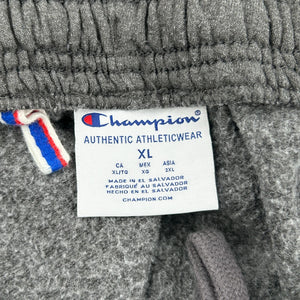 Champion
AUTHENTIC ATHLETICWEAR
XL
CA MEX ASIA
XL/TG XG 2XL
MADE IN EL SALVADOR
FABRIQUÉ AU SALVADOR
HECHO EN EL SALVADOR
CHAMPION.COM